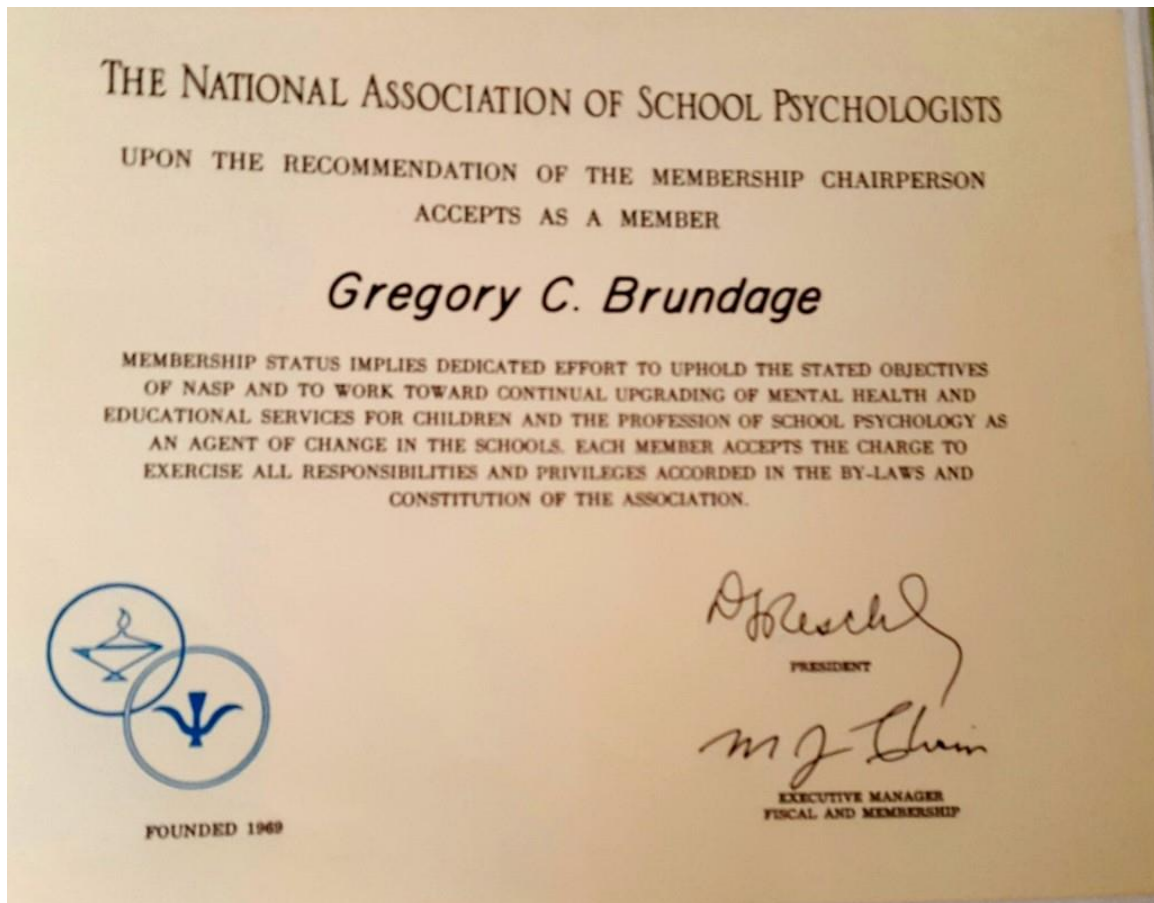 THE NATIONAL ASSOCIATION OF SCHOOL PSYCHOLOGISTS
UPON THE RECOMMENDATION OF THE MEMBERSHIP CHAIRPERSON
ACCEPTS AS A MEMBER
Gregory C. Brundage
MEMBERSHIP STATUS IMPLIES DEDICATED EFFORT TO UPHOLD THE STATED OBJECTIVES
OF NASP AND TO WORK TOWARD CONTINUAL UPGRADING OF MENTAL HEALTH AND
EDUCATIONAL SERVICES FOR CHILDREN AND THE PROFESSION OF SCHOOL PSYCHOLOGY AS
AN AGENT OF CHANGE IN THE SCHOOLS. EACH MEMBER ACCEPTS THE CHARGE TO
EXERCISE ALL RESPONSIBILITIES AND PRIVILEGES ACCORDED IN THE BY-LAWS AND
CONSTITUTION OF THE ASSOCIATION.
PRESIDENT
EXECUTIVE MANAGER
FISCAL AND MEMBERSHIP
FOUNDED 1969